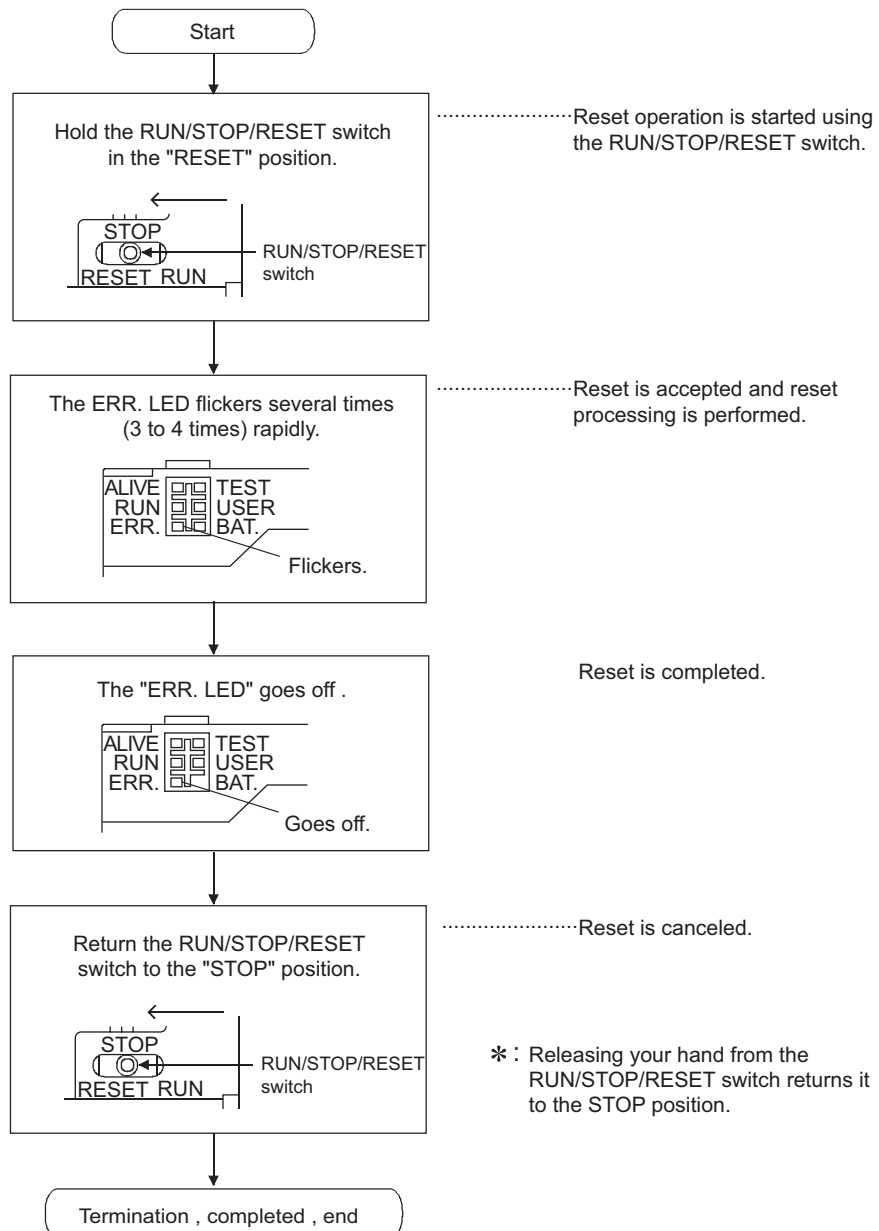 Start
Hold the RUN/STOP/RESET switch
in the "RESET" position.
STOP
RESET RUN
RUN/STOP/RESET
switch
························Reset operation is started using
the RUN/STOP/RESET switch.
The ERR. LED flickers several times
(3 to 4 times) rapidly.
ALIVE TEST
RUN USER
ERR. BAT.
Flickers.
························Reset is accepted and reset
processing is performed.
The "ERR. LED" goes off .
ALIVE TEST
RUN USER
ERR. BAT.
Goes off.
Reset is completed.
Return the RUN/STOP/RESET
switch to the "STOP" position.
STOP
RESET RUN
RUN/STOP/RESET
switch
························Reset is canceled.
*: Releasing your hand from the
RUN/STOP/RESET switch returns it
to the STOP position.
Termination , completed , end